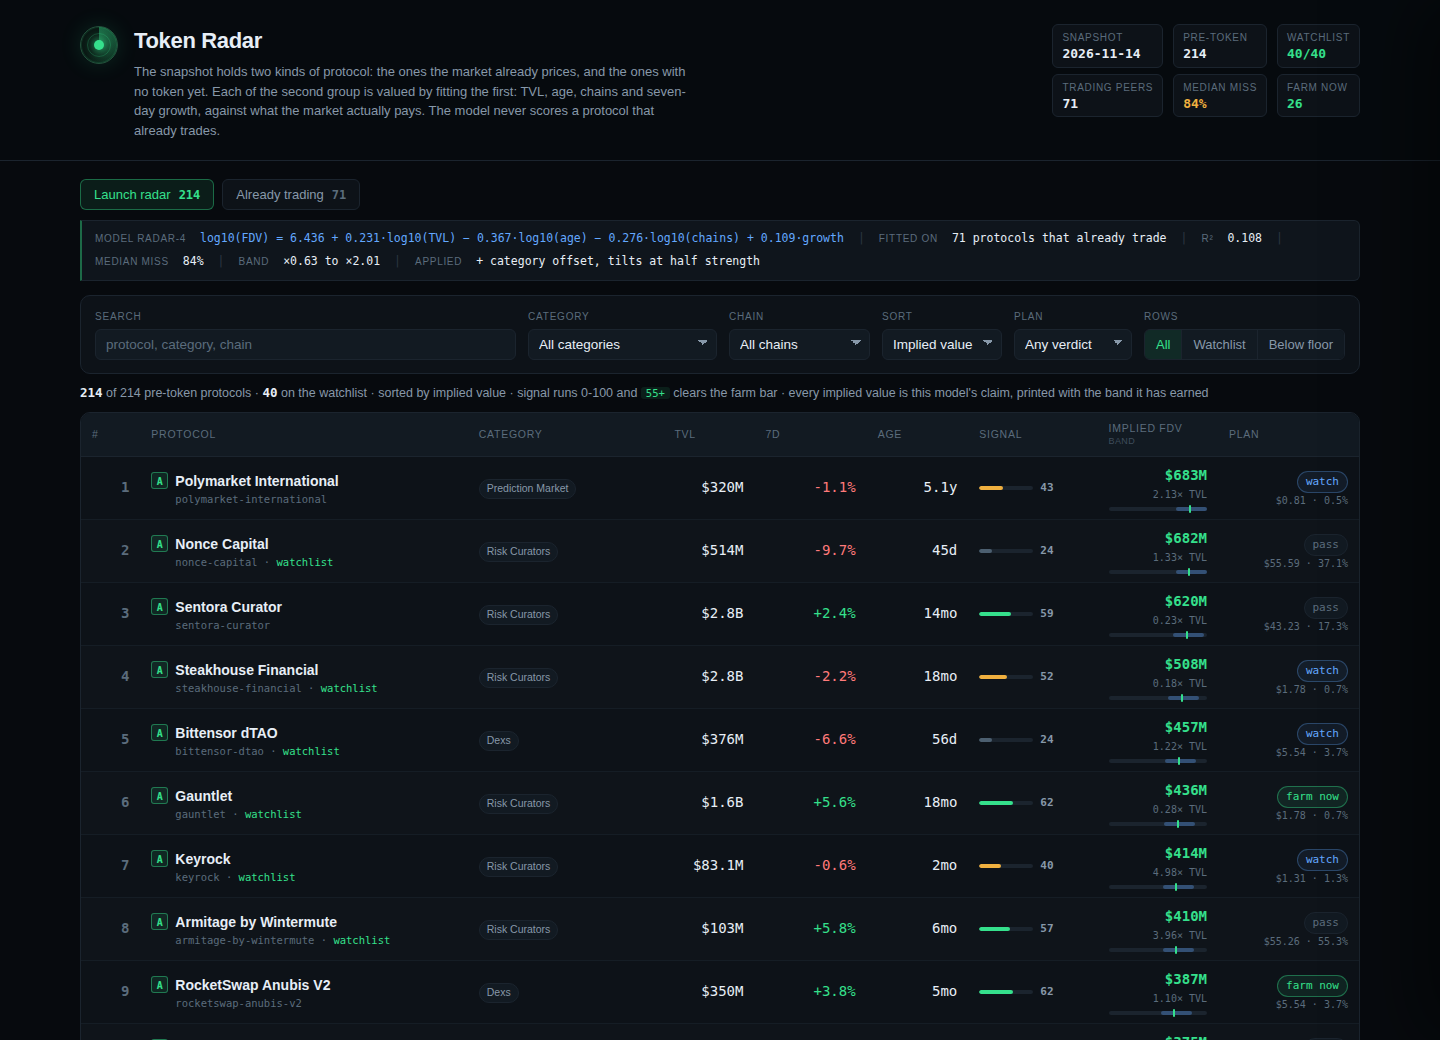 Token Radar
The snapshot holds two kinds of protocol: the ones the market already prices, and the ones with
no token yet. Each of the second group is valued by fitting the first: TVL, age, chains and seven-
day growth, against what the market actually pays. The model never scores a protocol that
already trades.
SNAPSHOT
2026-11-14
PRE-TOKEN
214
WATCHLIST
40/40
TRADING PEERS
71
MEDIAN MISS
84%
FARM NOW
26
Launch radar 214
Already trading 71
MODEL RADAR-4 log10(FDV) = 6.436 + 0.231·log10(TVL) − 0.367·log10(age) − 0.276·log10(chains) + 0.109·growth | FITTED ON 71 protocols that already trade | R² 0.108 |
MEDIAN MISS 84% | BAND ×0.63 to ×2.01 | APPLIED + category offset, tilts at half strength
SEARCH CATEGORY CHAIN SORT PLAN ROWS
protocol, category, chain All categories All chains Implied value Any verdict All Watchlist Below floor
214 of 214 pre-token protocols · 40 on the watchlist · sorted by implied value · signal runs 0-100 and 55+ clears the farm bar · every implied value is this model's claim, printed with the band it has earned
# PROTOCOL CATEGORY TVL 7D AGE SIGNAL IMPLIED FDV PLAN
BAND
1 A Polymarket International Prediction Market $320M -1.1% 5.1y 43 $683M watch
polymarket-international 2.13× TVL $0.81 · 0.5%
2 A Nonce Capital Risk Curators $514M -9.7% 45d 24 $682M pass
nonce-capital · watchlist 1.33× TVL $55.59 · 37.1%
3 A Sentora Curator Risk Curators $2.8B +2.4% 14mo 59 $620M pass
sentora-curator 0.23× TVL $43.23 · 17.3%
4 A Steakhouse Financial Risk Curators $2.8B -2.2% 18mo 52 $508M watch
steakhouse-financial · watchlist 0.18× TVL $1.78 · 0.7%
5 A Bittensor dTAO Dexs $376M -6.6% 56d 24 $457M watch
bittensor-dtao · watchlist 1.22× TVL $5.54 · 3.7%
6 A Gauntlet Risk Curators $1.6B +5.6% 18mo 62 $436M farm now
gauntlet · watchlist 0.28× TVL $1.78 · 0.7%
7 A Keyrock Risk Curators $83.1M -0.6% 2mo 40 $414M watch
keyrock · watchlist 4.98× TVL $1.31 · 1.3%
8 A Armitage by Wintermute Risk Curators $103M +5.8% 6mo 57 $410M pass
armitage-by-wintermute · watchlist 3.96× TVL $55.26 · 55.3%
9 A RocketSwap Anubis V2 Dexs $350M +3.8% 5mo 62 $387M farm now
rocketswap-anubis-v2 1.10× TVL $5.54 · 3.7%